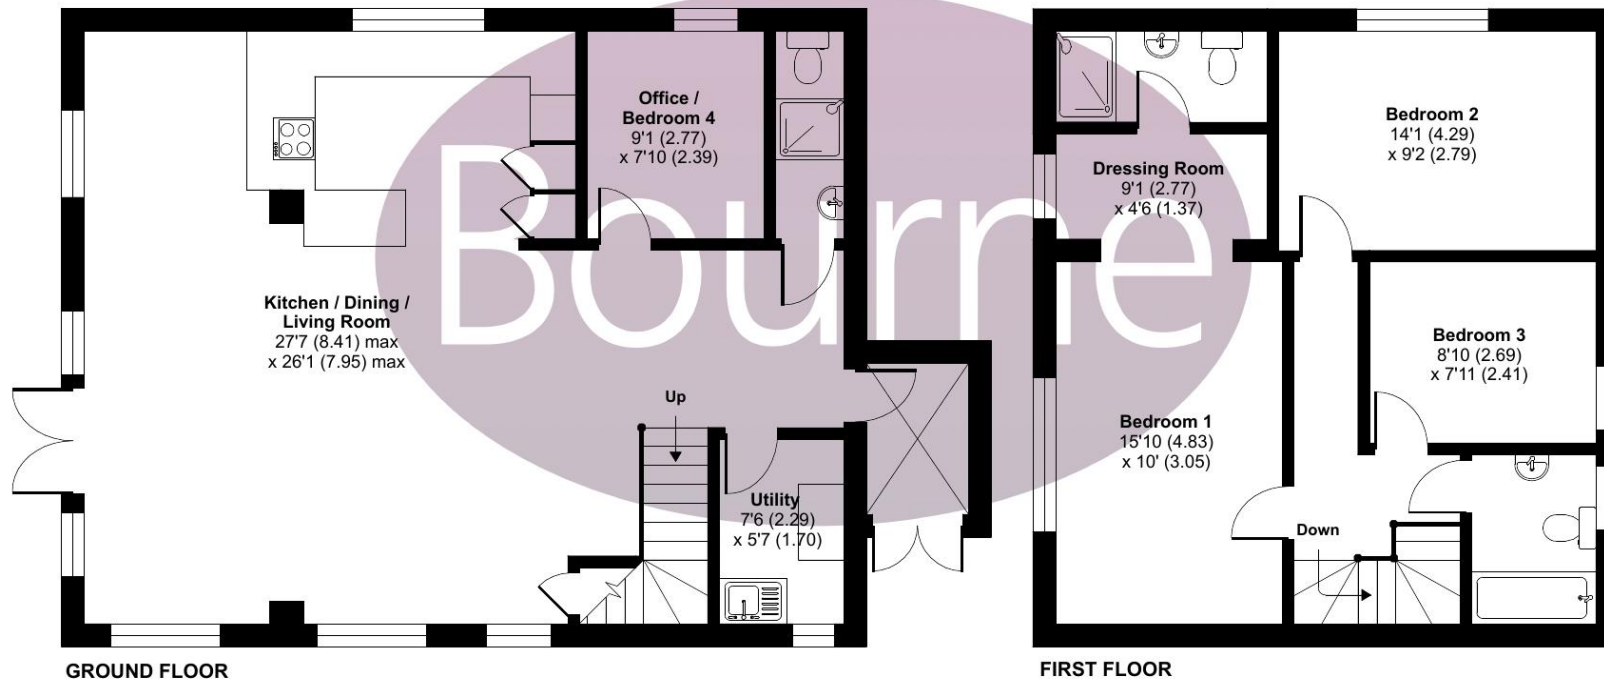 Office /
Bedroom 4
9'1 (2.77)
x 7'10 (2.39)
Bourne
Kitchen / Dining /
Living Room
27'7 (8.41) max
x 26'1 (7.95) max
Up
Utility
7'6 (2.29)
x 5'7 (1.70)
GROUND FLOOR
Bedroom 2
14'1 (4.29)
x 9'2 (2.79)
Dressing Room
9'1 (2.77)
x 4'6 (1.37)
Bedroom 3
8'10 (2.69)
x 7'11 (2.41)
Bedroom 1
15'10 (4.83)
x 10' (3.05)
Down
FIRST FLOOR